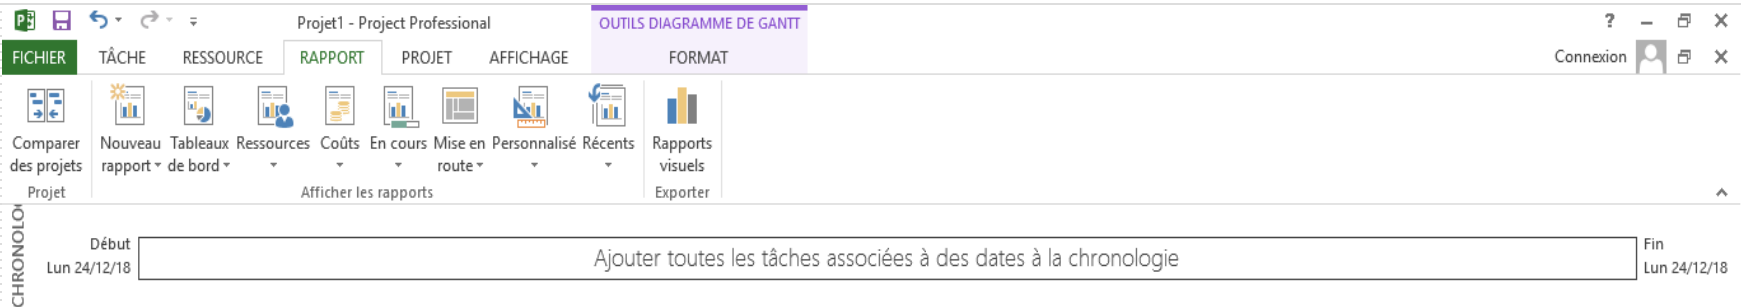 Projet1 - Project Professional
OUTILS DIAGRAMME DE GANTT
?
FICHIER TÂCHE RESSOURCE RAPPORT PROJET AFFICHAGE FORMAT
Connexion
Comparer des projets
Nouveau rapport
Tableaux de bord
Ressources
Coûts
En cours
Mise en route
Personnalisé
Récents
Rapports visuels
Projet
Afficher les rapports
Exporter
Début
Lun 24/12/18
Ajouter toutes les tâches associées à des dates à la chronologie
Fin
Lun 24/12/18
CHRONOLO